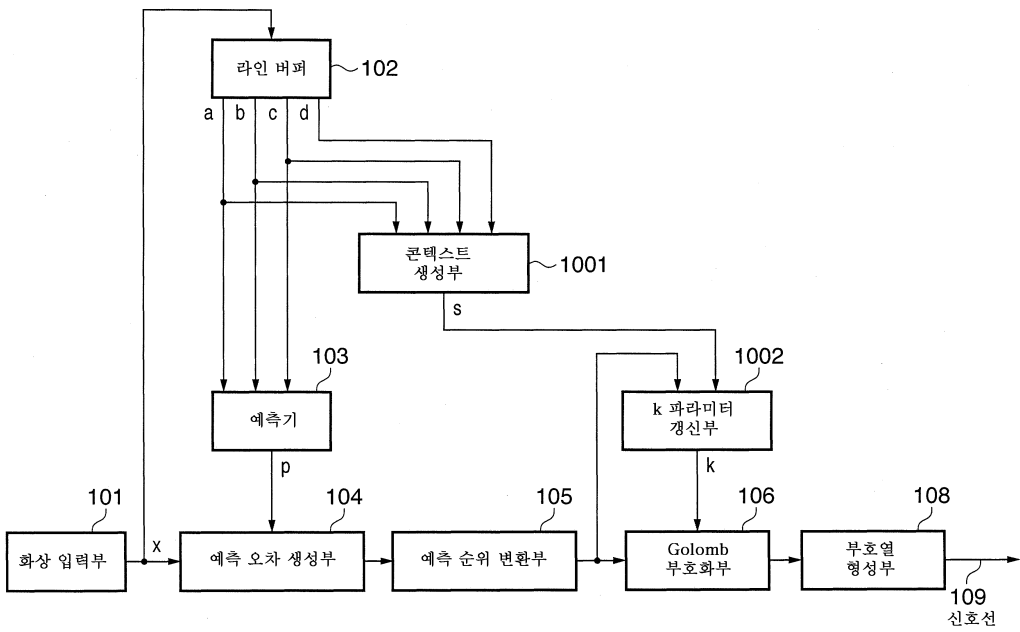 라인 버퍼
102
a b c d
콘텍스트
생성부
1001
s
103
예측기
p
1002
k 파라미터
갱신부
k
101
화상 입력부
x
104
예측 오차 생성부
105
예측 순위 변환부
106
Golomb
부호화부
108
부호열
형성부
109
신호선